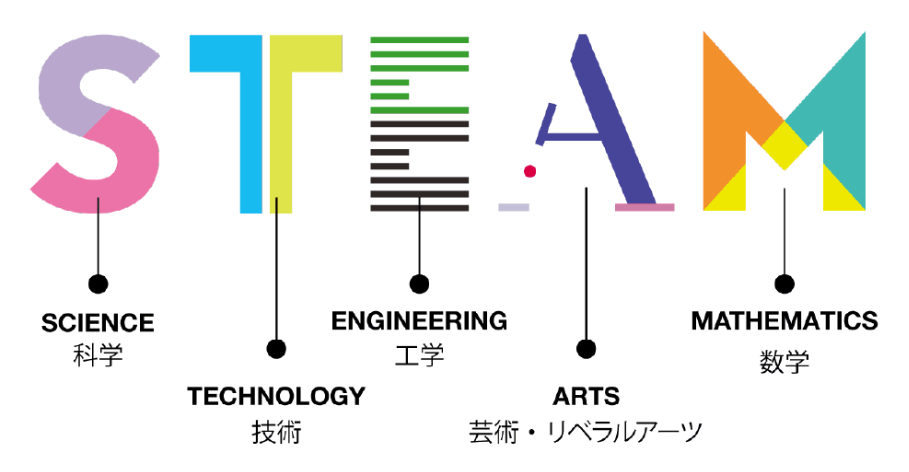 STEAM
SCIENCE
科学
TECHNOLOGY
技術
ENGINEERING
工学
ARTS
芸術・リベラルアーツ
MATHEMATICS
数学